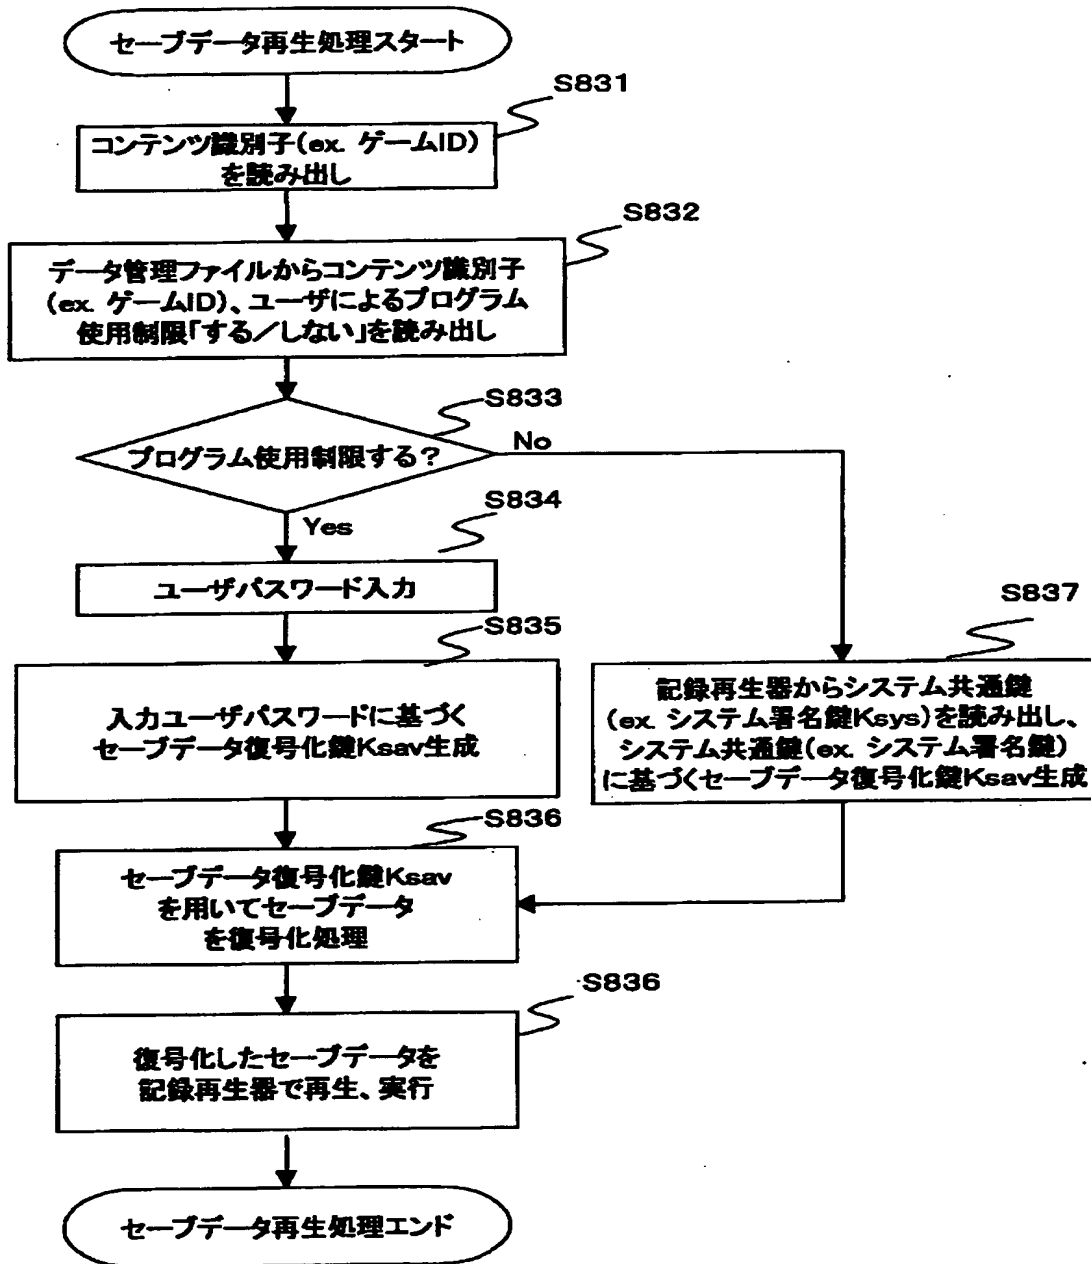 セーブデータ再生処理スタート
S831
コンテンツ識別子(ex. ゲームID)
を読み出し
S832
データ管理ファイルからコンテンツ識別子
(ex. ゲームID)、ユーザによるプログラム
使用制限「する／しない」を読み出し
S833
プログラム使用制限する？
No
Yes
S834
ユーザパスワード入力
S835
入力ユーザパスワードに基づく
セーブデータ復号化鍵Ksav生成
S837
記録再生器からシステム共通鍵
(ex. システム署名鍵Ksys)を読み出し、
システム共通鍵(ex. システム署名鍵)
に基づくセーブデータ復号化鍵Ksav生成
S836
セーブデータ復号化鍵Ksav
を用いてセーブデータ
を復号化処理
S836
復号化したセーブデータを
記録再生器で再生、実行
セーブデータ再生処理エンド